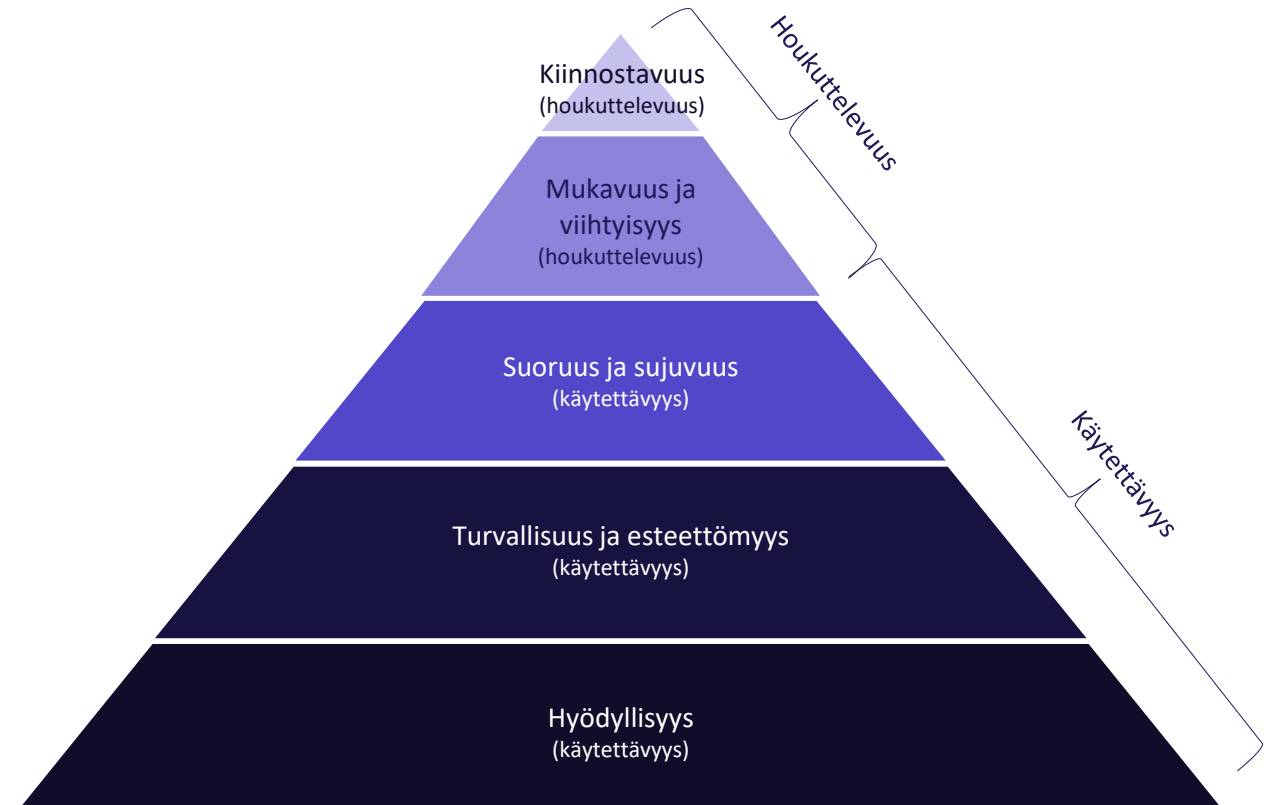 Kiinnostavuus
(houkuttelevuus)
Houkuttelevuus
Mukavuus ja
viihtyisyys
(houkuttelevuus)
Suoruus ja sujuvuus
(käytettävyys)
Käytettävyys
Turvallisuus ja esteettömyys
(käytettävyys)
Hyödyllisyys
(käytettävyys)